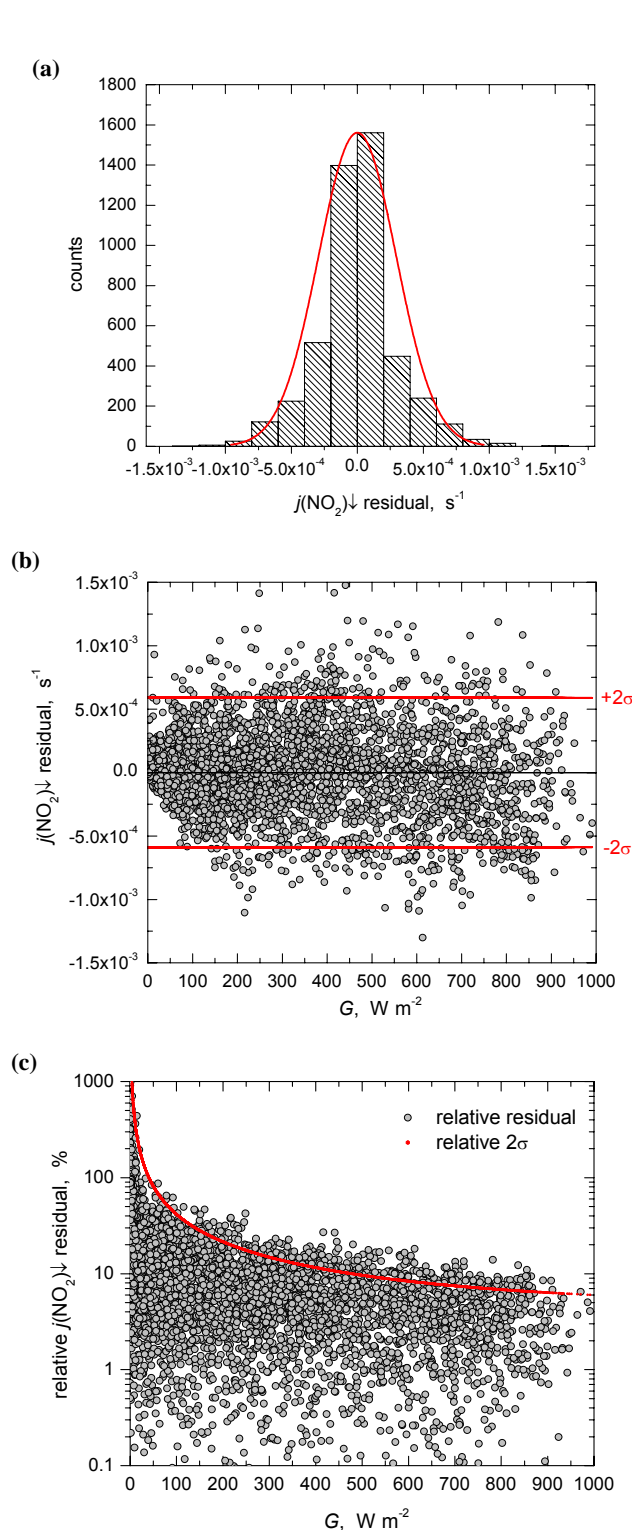 (a)
1800
1600
1400
1200
1000
800
600
400
200
0
counts
-1.5x10⁻³ -1.0x10⁻³ -5.0x10⁻⁴ 0.0 5.0x10⁻⁴ 1.0x10⁻³ 1.5x10⁻³
j(NO₂)↓ residual, s⁻¹
(b)
1.5x10⁻³
1.0x10⁻³
5.0x10⁻⁴
0.0
-5.0x10⁻⁴
-1.0x10⁻³
-1.5x10⁻³
j(NO₂)↓ residual, s⁻¹
+2σ
-2σ
0 100 200 300 400 500 600 700 800 900 1000
G, W m⁻²
(c)
1000
100
10
1
0.1
relative j(NO₂)↓ residual, %
relative residual
relative 2σ
0 100 200 300 400 500 600 700 800 900 1000
G, W m⁻²